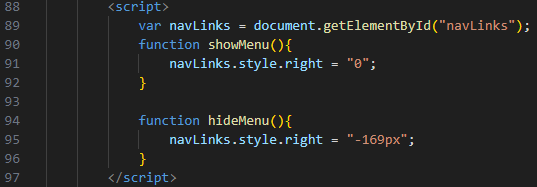 88 <script>
89 var navLinks = document.getElementById("navLinks");
90 function showMenu(){
91 navLinks.style.right = "0";
92 }
93
94 function hideMenu(){
95 navLinks.style.right = "-169px";
96 }
97 </script>